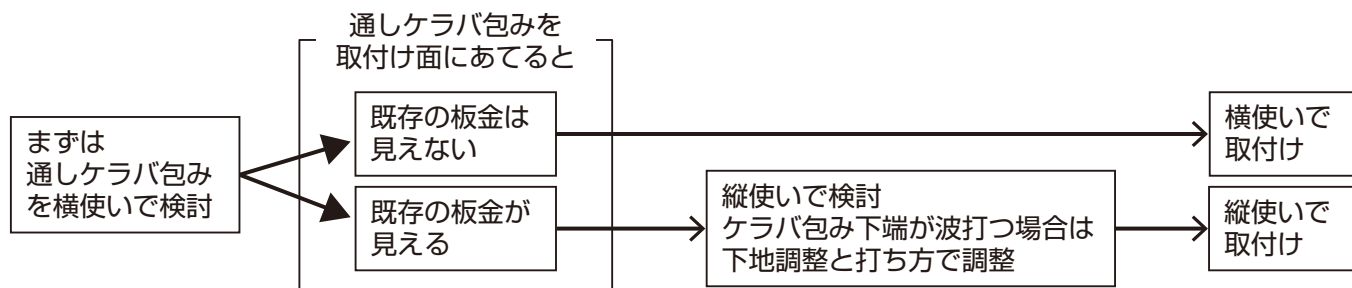 通しケラバ包みを
取付け面にあてると
まずは
通しケラバ包み
を横使いで検討
既存の板金は
見えない
横使いで
取付け
既存の板金が
見える
縦使いで検討
ケラバ包み下端が波打つ場合は
下地調整と打ち方で調整
縦使いで
取付け